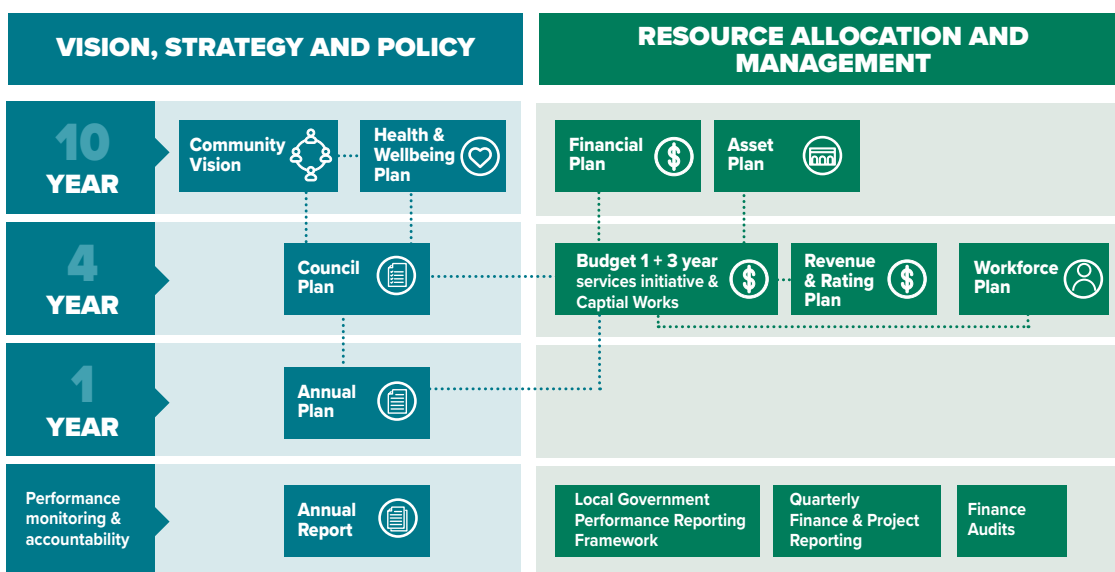 VISION, STRATEGY AND POLICY
RESOURCE ALLOCATION AND
MANAGEMENT
10
YEAR
Community
Vision
Health &
Wellbeing
Plan
Financial
Plan
Asset
Plan
4
YEAR
Council
Plan
Budget 1 + 3 year
services initiative &
Captial Works
Revenue
& Rating
Plan
Workforce
Plan
1
YEAR
Annual
Plan
Performance
monitoring &
accountability
Annual
Report
Local Government
Performance Reporting
Framework
Quarterly
Finance & Project
Reporting
Finance
Audits